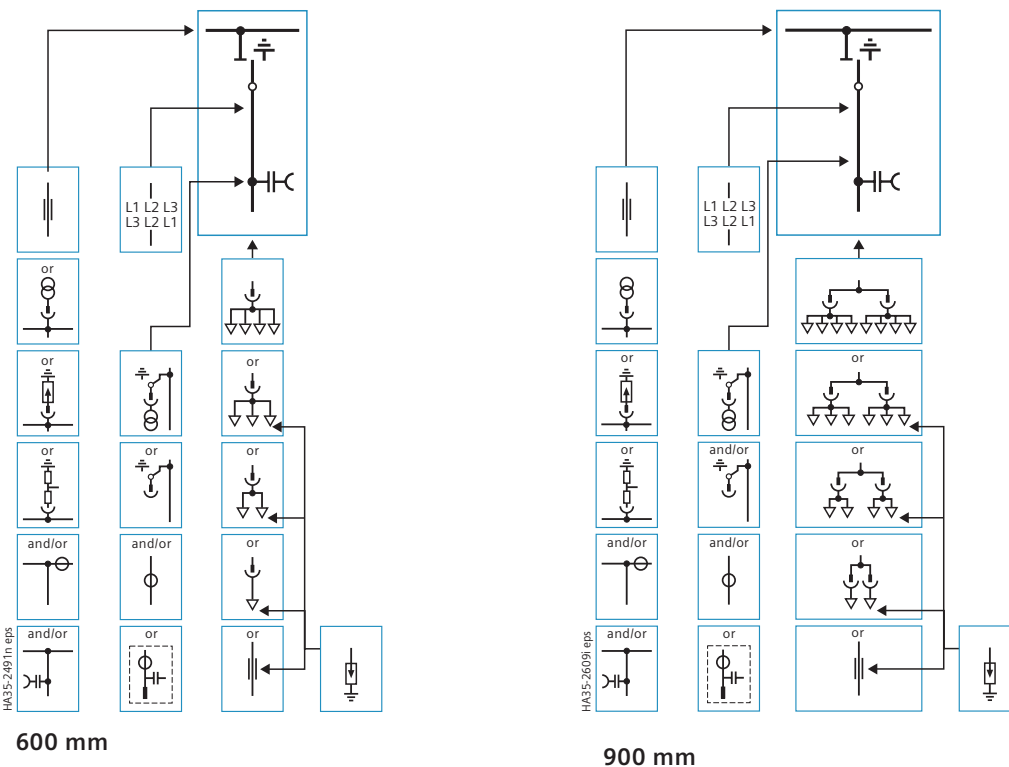 L1 L2 L3
L3 L2 L1
or
or
or
or
or
or
and/or
and/or
or
and/or
or
or
HA35-2491n eps
600 mm
L1 L2 L3
L3 L2 L1
or
or
or
and/or
or
and/or
and/or
or
and/or
or
or
HA35-2609i eps
900 mm